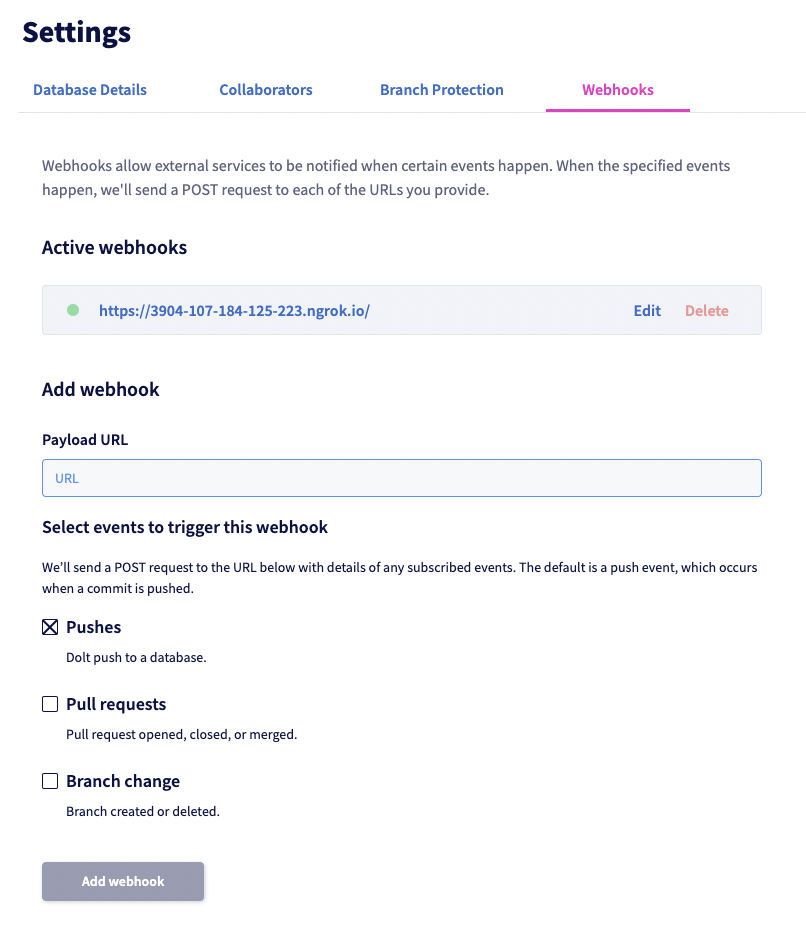 Settings
Database Details
Collaborators
Branch Protection
Webhooks
Webhooks allow external services to be notified when certain events happen. When the specified events
happen, we'll send a POST request to each of the URLs you provide.
Active webhooks
https://3904-107-184-125-223.ngrok.io/
Edit
Delete
Add webhook
Payload URL
URL
Select events to trigger this webhook
We'll send a POST request to the URL below with details of any subscribed events. The default is a push event, which occurs
when a commit is pushed.
Pushes
Dolt push to a database.
Pull requests
Pull request opened, closed, or merged.
Branch change
Branch created or deleted.
Add webhook